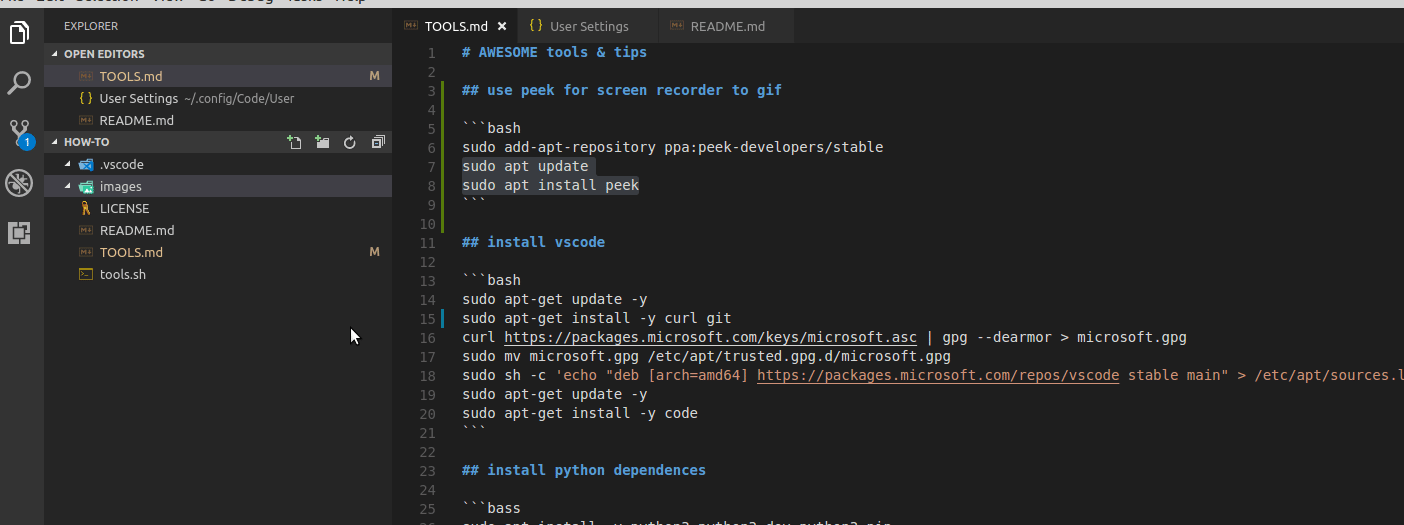 EXPLORER
OPEN EDITORS
TOOLS.md M
User Settings ~/.config/Code/User
README.md
HOW-TO
.vscode
images
LICENSE
README.md
TOOLS.md M
tools.sh
1
TOOLS.md × { } User Settings README.md
1 # AWESOME tools & tips
2
3 ## use peek for screen recorder to gif
4
5 ```bash
6 sudo add-apt-repository ppa:peek-developers/stable
7 sudo apt update
8 sudo apt install peek
9 ```
10
11 ## install vscode
12
13 ```bash
14 sudo apt-get update -y
15 sudo apt-get install -y curl git
16 curl https://packages.microsoft.com/keys/microsoft.asc | gpg --dearmor > microsoft.gpg
17 sudo mv microsoft.gpg /etc/apt/trusted.gpg.d/microsoft.gpg
18 sudo sh -c 'echo "deb [arch=amd64] https://packages.microsoft.com/repos/vscode stable main" > /etc/apt/sources.l
19 sudo apt-get update -y
20 sudo apt-get install -y code
21 ```
22
23 ## install python dependences
24
25 ```bass